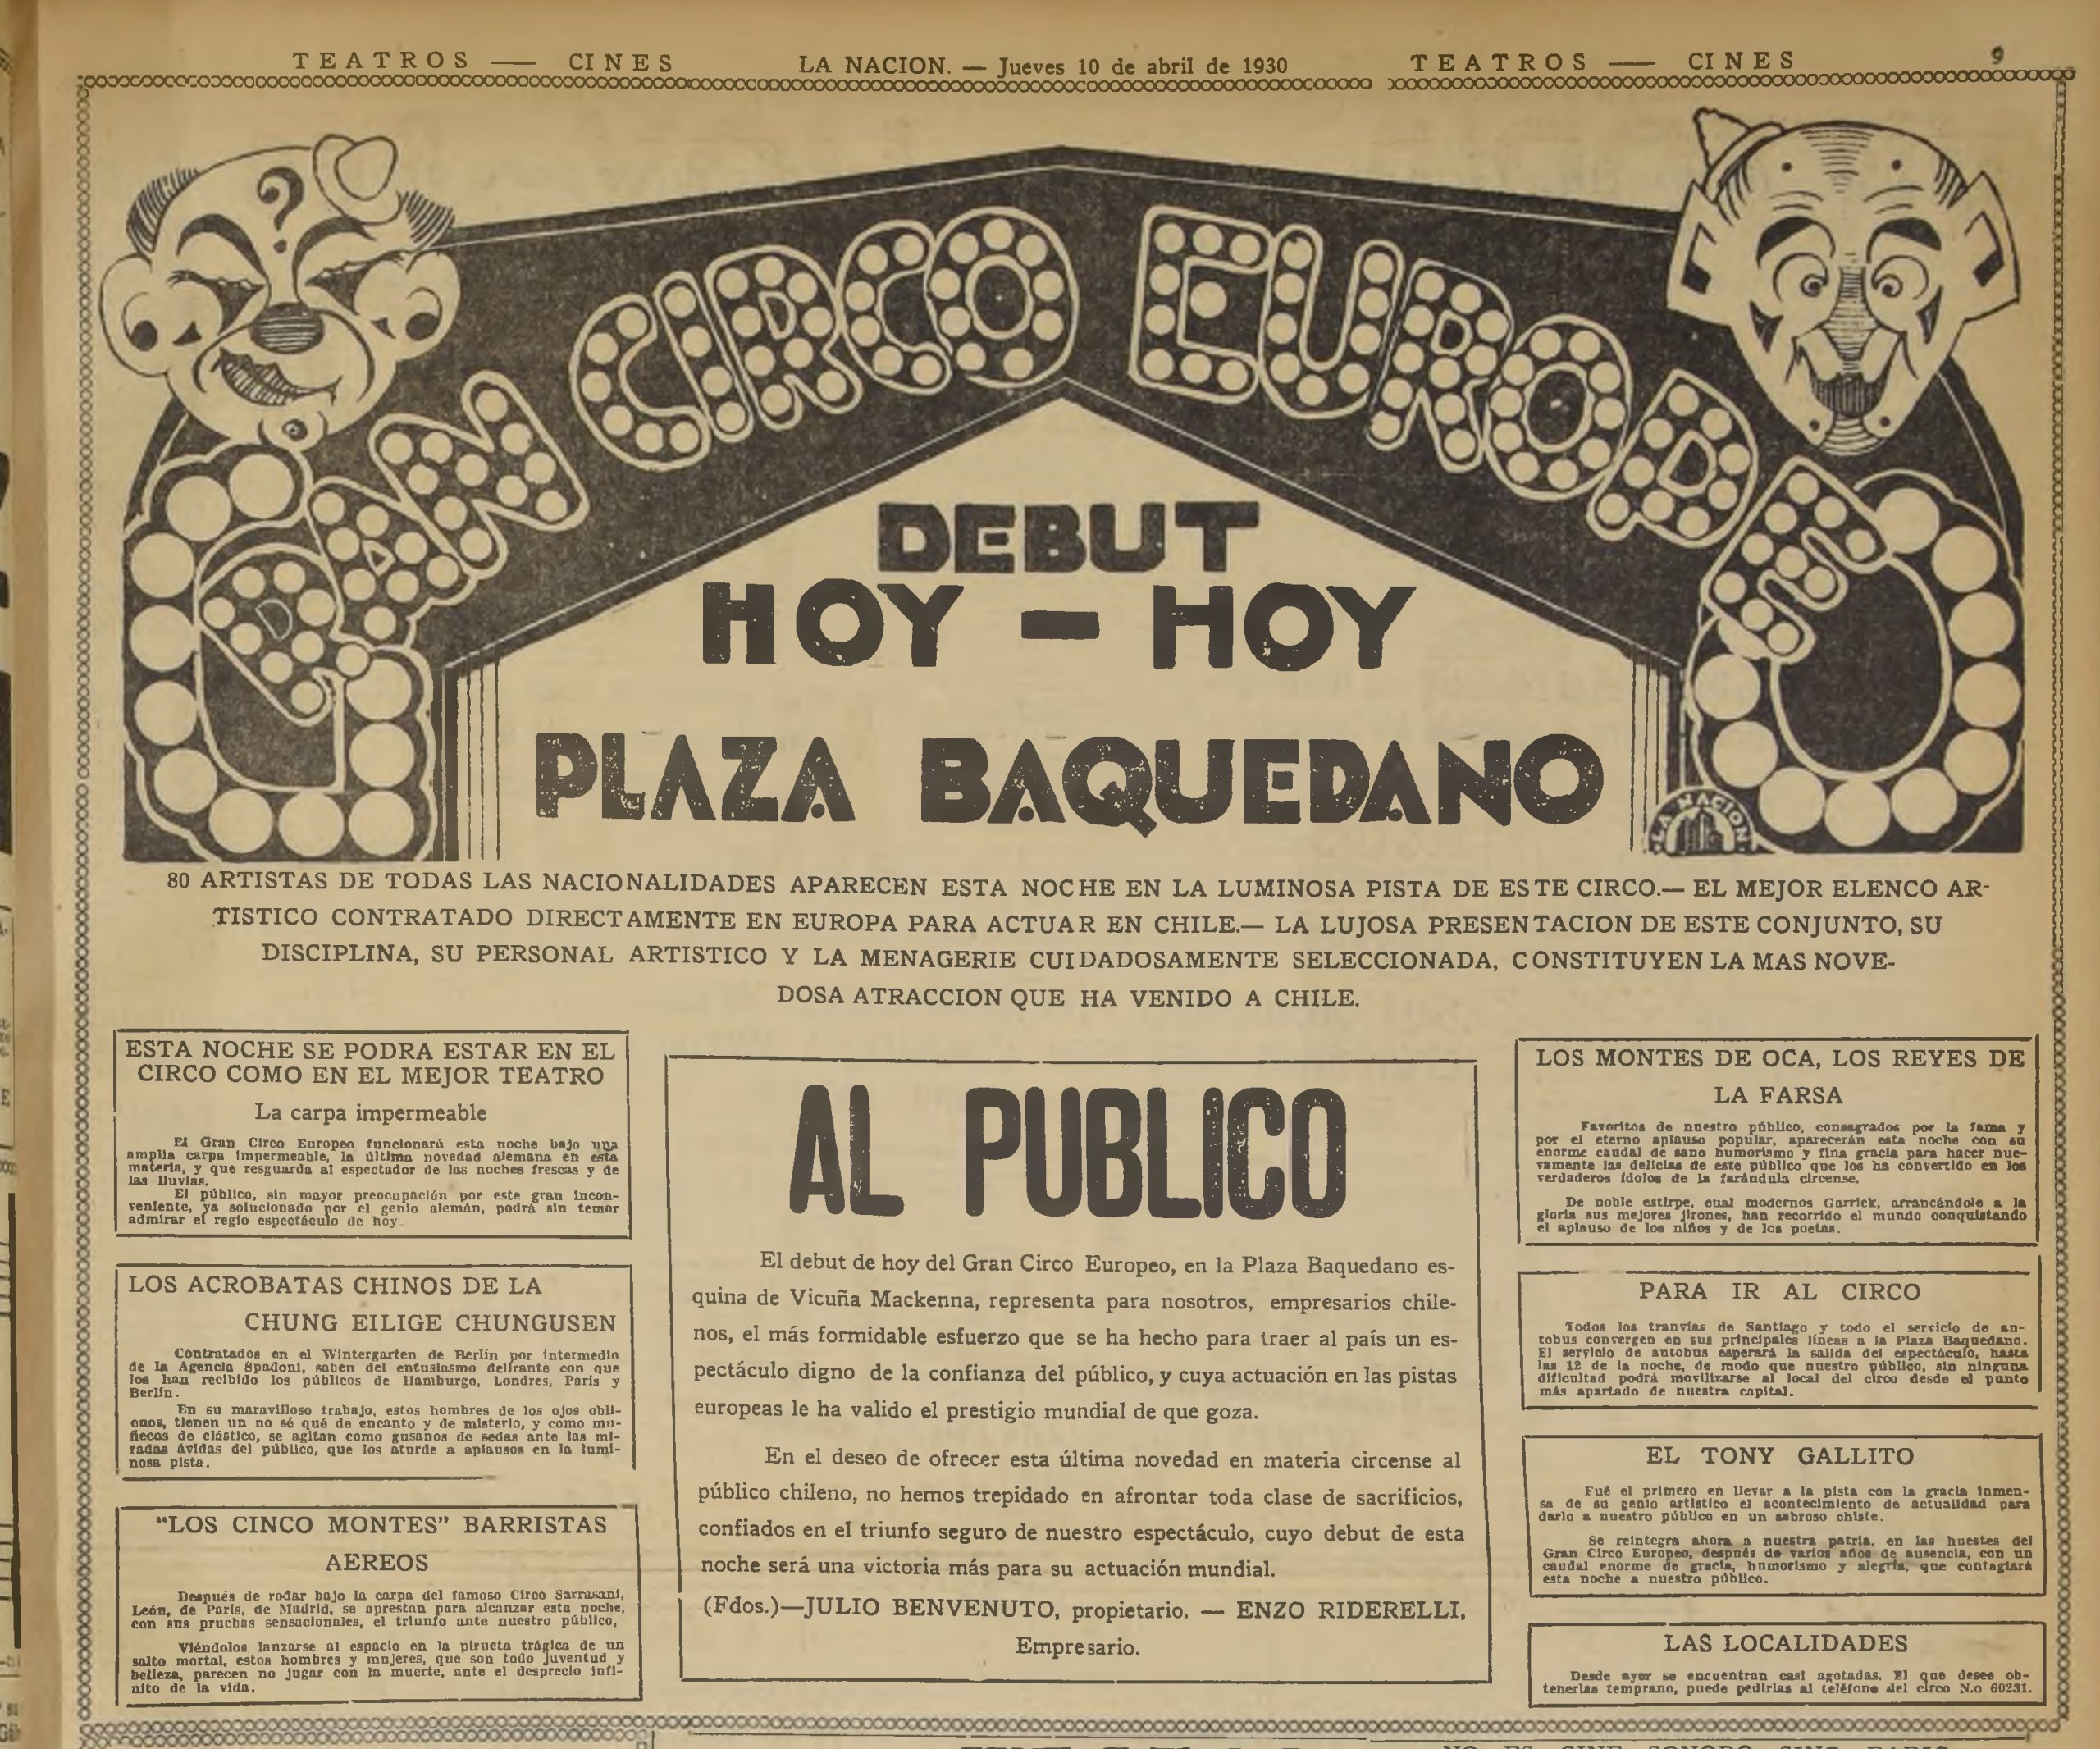 TEATROS — CINES
LA NACION. — Jueves 10 de abril de 1930
TEATROS — CINES
9
GRAN CIRCO EUROPEO
DEBUT
HOY - HOY
PLAZA BAQUEDANO
LA NACION
80 ARTISTAS DE TODAS LAS NACIONALIDADES APARECEN ESTA NOCHE EN LA LUMINOSA PISTA DE ESTE CIRCO.— EL MEJOR ELENCO AR-
TISTICO CONTRATADO DIRECTAMENTE EN EUROPA PARA ACTUAR EN CHILE.— LA LUJOSA PRESENTACION DE ESTE CONJUNTO, SU
DISCIPLINA, SU PERSONAL ARTISTICO Y LA MENAGERIE CUIDADOSAMENTE SELECCIONADA, CONSTITUYEN LA MAS NOVE-
DOSA ATRACCION QUE HA VENIDO A CHILE.
ESTA NOCHE SE PODRA ESTAR EN EL
CIRCO COMO EN EL MEJOR TEATRO
La carpa impermeable
El Gran Circo Europeo funcionará esta noche bajo una
amplia carpa impermeable, la última novedad alemana en esta
materia, y que resguarda al espectador de las noches frescas y de
las lluvias.
El público, sin mayor preocupación por este gran incon-
veniente, ya solucionado por el genio alemán, podrá sin temor
admirar el regio espectáculo de hoy.
LOS ACROBATAS CHINOS DE LA
CHUNG EILIGE CHUNGUSEN
Contratados en el Wintergarten de Berlín por intermedio
de la Agencia Spadoni, saben del entusiasmo delirante con que
los han recibido los públicos de Hamburgo, Londres, París y
Berlín.
En su maravilloso trabajo, estos hombres de los ojos obli-
cuos, tienen un no sé qué de encanto y de misterio, y como mu-
ñecos de elástico, se agitan como gusanos de sedas ante las mi-
radas ávidas del público, que los aturde a aplausos en la lumi-
nosa pista.
"LOS CINCO MONTES" BARRISTAS
AEREOS
Después de rodar bajo la carpa del famoso Circo Sarrasani,
León, de París, de Madrid, se aprestan para alcanzar esta noche,
con sus pruebas sensacionales, el triunfo ante nuestro público,
Viéndolos lanzarse al espacio en la pirueta trágica de un
salto mortal, estos hombres y mujeres, que son todo juventud y
belleza, parecen no jugar con la muerte, ante el desprecio infi-
nito de la vida.
AL PUBLICO
El debut de hoy del Gran Circo Europeo, en la Plaza Baquedano es-
quina de Vicuña Mackenna, representa para nosotros, empresarios chile-
nos, el más formidable esfuerzo que se ha hecho para traer al país un es-
pectáculo digno de la confianza del público, y cuya actuación en las pistas
europeas le ha valido el prestigio mundial de que goza.
En el deseo de ofrecer esta última novedad en materia circense al
público chileno, no hemos trepidado en afrontar toda clase de sacrificios,
confiados en el triunfo seguro de nuestro espectáculo, cuyo debut de esta
noche será una victoria más para su actuación mundial.
(Fdos.)—JULIO BENVENUTO, propietario. — ENZO RIDERELLI,
Empresario.
LOS MONTES DE OCA, LOS REYES DE
LA FARSA
Favoritos de nuestro público, consagrados por la fama y
por el eterno aplauso popular, aparecerán esta noche con su
enorme caudal de sano humorismo y fina gracia para hacer nue-
vamente las delicias de este público que los ha convertido en los
verdaderos ídolos de la farándula circense.
De noble estirpe, cual modernos Garrick, arrancándole a la
gloria sus mejores jirones, han recorrido el mundo conquistando
el aplauso de los niños y de los poetas.
PARA IR AL CIRCO
Todos los tranvías de Santiago y todo el servicio de au-
tobus convergen en sus principales líneas a la Plaza Baquedano.
El servicio de autobus esperará la salida del espectáculo, hasta
las 12 de la noche, de modo que nuestro público, sin ninguna
dificultad podrá movilizarse al local del circo desde el punto
más apartado de nuestra capital.
EL TONY GALLITO
Fué el primero en llevar a la pista con la gracia inmen-
sa de su genio artístico el acontecimiento de actualidad para
darlo a nuestro público en un sabroso chiste.
Se reintegra ahora a nuestra patria, en las huestes del
Gran Circo Europeo, después de varios años de ausencia, con un
caudal enorme de gracia, humorismo y alegría, que contagiará
esta noche a nuestro público.
LAS LOCALIDADES
Desde ayer se encuentran casi agotadas. El que desee ob-
tenerlas temprano, puede pedirlas al teléfono del circo N.o 60231.